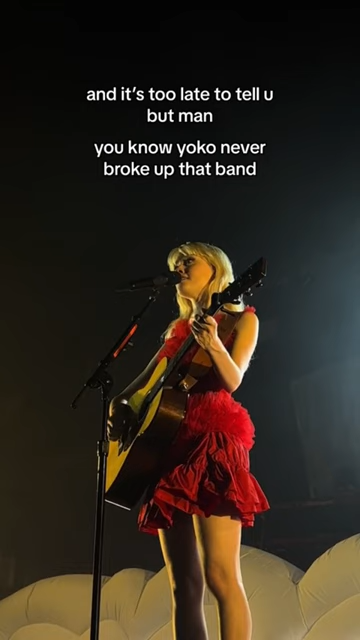 and it's too late to tell u
but man
you know yoko never
broke up that band